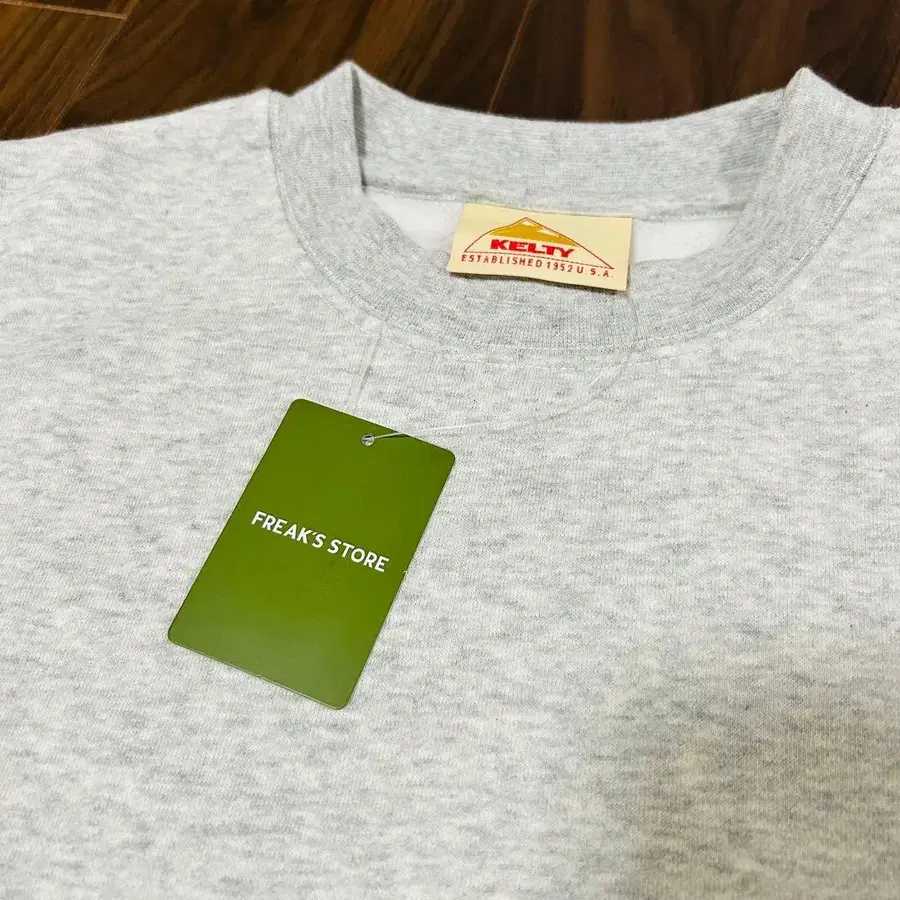 KELTY
ESTABLISHED 1952 U.S.A.
FREAK'S STORE